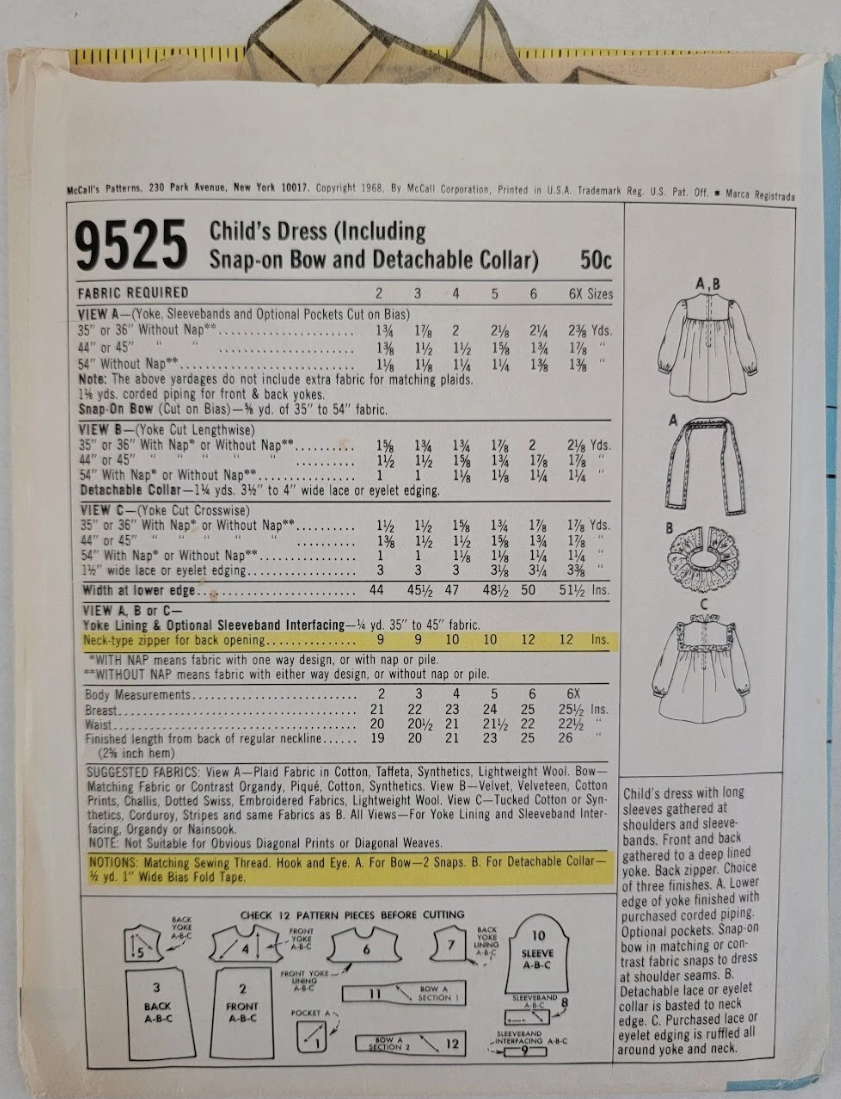 McCall's Patterns, 230 Park Avenue, New York 10017. Copyright 1968, By McCall Corporation, Printed in U.S.A. Trademark Reg. U.S. Pat. Off. ■ Marca Registrada
9525 Child's Dress (Including
Snap-on Bow and Detachable Collar) 50c
FABRIC REQUIRED 2 3 4 5 6 6X Sizes
VIEW A—(Yoke, Sleevebands and Optional Pockets Cut on Bias)
35" or 36" Without Nap**.................... 1¾ 1⅞ 2 2⅛ 2¼ 2⅜ Yds.
44" or 45" " " .................... 1⅜ 1½ 1½ 1⅝ 1¾ 1⅞ "
54" Without Nap**.................... 1⅛ 1⅛ 1¼ 1¼ 1⅜ 1⅜ "
Note: The above yardages do not include extra fabric for matching plaids.
1⅛ yds. corded piping for front & back yokes.
Snap-On Bow (Cut on Bias)—⅝ yd. of 35" to 54" fabric.
VIEW B—(Yoke Cut Lengthwise)
35" or 36" With Nap* or Without Nap**.......... 1⅝ 1¾ 1¾ 1⅞ 2 2⅛ Yds.
44" or 45" " " " " .......... 1½ 1½ 1⅝ 1¾ 1⅞ 1⅞ "
54" With Nap* or Without Nap**.............. 1 1 1⅛ 1⅛ 1¼ 1¼ "
Detachable Collar—1¼ yds. 3½" to 4" wide lace or eyelet edging.
VIEW C—(Yoke Cut Crosswise)
35" or 36" With Nap* or Without Nap**.......... 1½ 1½ 1⅝ 1¾ 1⅞ 1⅞ Yds.
44" or 45" " " " " .......... 1⅜ 1½ 1½ 1⅝ 1¾ 1⅞ "
54" With Nap* or Without Nap**.............. 1 1 1⅛ 1⅛ 1¼ 1¼ "
1½" wide lace or eyelet edging................ 3 3 3 3⅛ 3¼ 3⅜ "
Width at lower edge....................... 44 45½ 47 48½ 50 51½ Ins.
VIEW A, B or C—
Yoke Lining & Optional Sleeveband Interfacing—¼ yd. 35" to 45" fabric.
Neck-type zipper for back opening.............. 9 9 10 10 12 12 Ins.
*WITH NAP means fabric with one way design, or with nap or pile.
**WITHOUT NAP means fabric with either way design, or without nap or pile.
Body Measurements........................ 2 3 4 5 6 6X
Breast................................... 21 22 23 24 25 25½ Ins.
Waist.................................... 20 20½ 21 21½ 22 22½ "
Finished length from back of regular neckline...... 19 20 21 23 25 26 "
(2⅝ inch hem)
SUGGESTED FABRICS: View A—Plaid Fabric in Cotton, Taffeta, Synthetics, Lightweight Wool. Bow—
Matching Fabric or Contrast Organdy, Piqué, Cotton, Synthetics. View B—Velvet, Velveteen, Cotton
Prints, Challis, Dotted Swiss, Embroidered Fabrics, Lightweight Wool. View C—Tucked Cotton or Syn-
thetics, Corduroy, Stripes and same Fabrics as B. All Views—For Yoke Lining and Sleeveband Inter-
facing, Organdy or Nainsook.
NOTE: Not Suitable for Obvious Diagonal Prints or Diagonal Weaves.
NOTIONS: Matching Sewing Thread. Hook and Eye. A. For Bow—2 Snaps. B. For Detachable Collar—
½ yd. 1" Wide Bias Fold Tape.
CHECK 12 PATTERN PIECES BEFORE CUTTING
5
BACK
YOKE
A-B-C
4
FRONT
YOKE
A-B-C
6
FRONT YOKE
LINING
A-B-C
7
BACK
YOKE
LINING
A-B-C
10
SLEEVE
A-B-C
3
BACK
A-B-C
2
FRONT
A-B-C
11 BOW A
SECTION 1
SLEEVEBAND
A-B-C
8
POCKET A
1
BOW A
SECTION 2 12
SLEEVEBAND
INTERFACING A-B-C
9
A,B
A
B
C
Child's dress with long
sleeves gathered at
shoulders and sleeve-
bands. Front and back
gathered to a deep lined
yoke. Back zipper. Choice
of three finishes. A. Lower
edge of yoke finished with
purchased corded piping.
Optional pockets. Snap-on
bow in matching or con-
trast fabric snaps to dress
at shoulder seams. B.
Detachable lace or eyelet
collar is basted to neck
edge. C. Purchased lace or
eyelet edging is ruffled all
around yoke and neck.